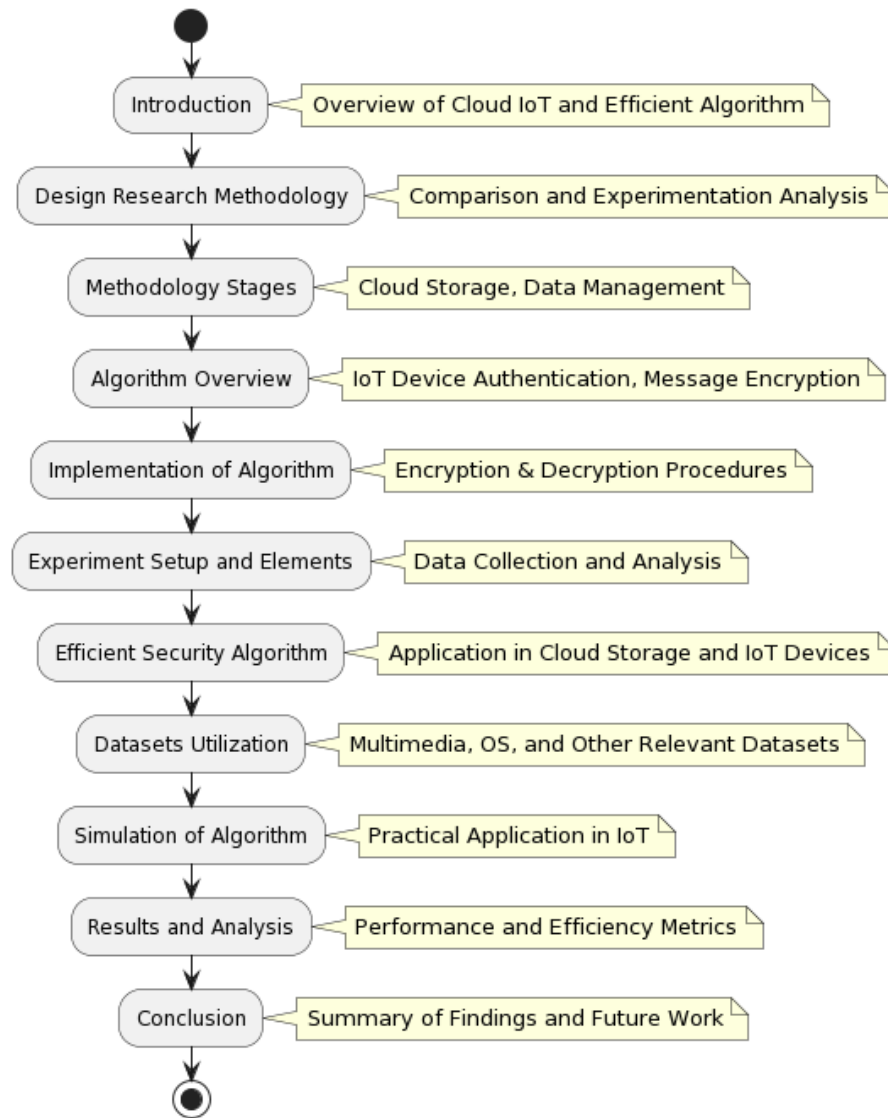 Introduction
Overview of Cloud IoT and Efficient Algorithm
Design Research Methodology
Comparison and Experimentation Analysis
Methodology Stages
Cloud Storage, Data Management
Algorithm Overview
IoT Device Authentication, Message Encryption
Implementation of Algorithm
Encryption & Decryption Procedures
Experiment Setup and Elements
Data Collection and Analysis
Efficient Security Algorithm
Application in Cloud Storage and IoT Devices
Datasets Utilization
Multimedia, OS, and Other Relevant Datasets
Simulation of Algorithm
Practical Application in IoT
Results and Analysis
Performance and Efficiency Metrics
Conclusion
Summary of Findings and Future Work